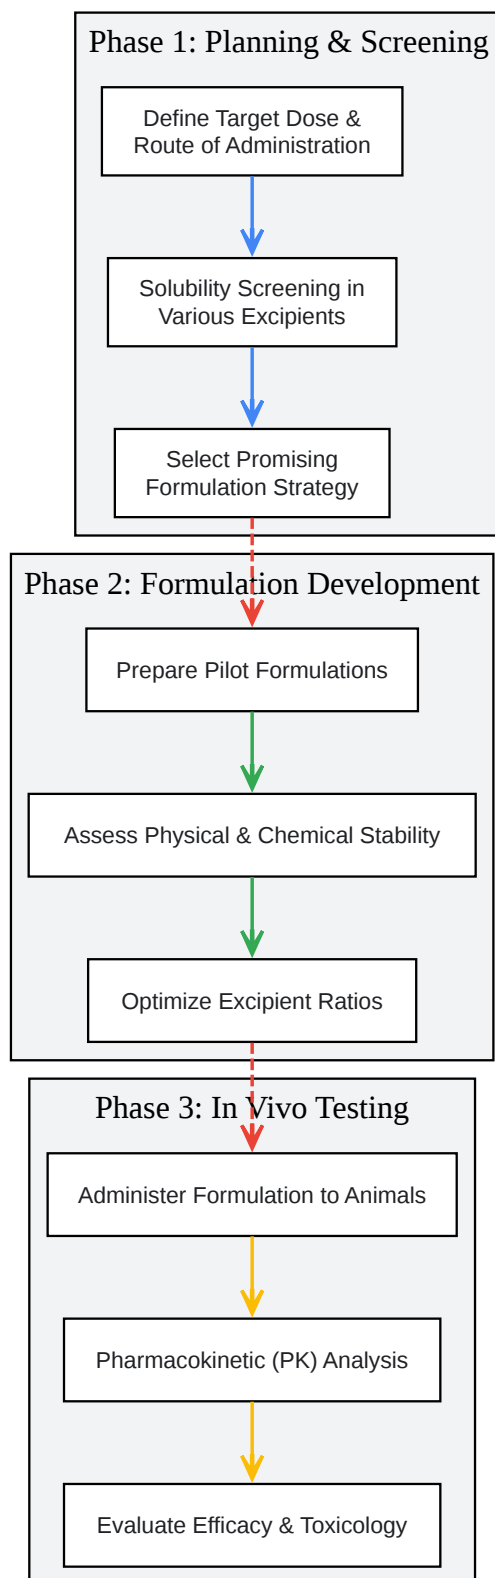 Phase 1: Planning & Screening
Define Target Dose &
Route of Administration
Solubility Screening in
Various Excipients
Select Promising
Formulation Strategy
Phase 2: Formulation Development
Prepare Pilot Formulations
Assess Physical & Chemical Stability
Optimize Excipient Ratios
Phase 3: In Vivo Testing
Administer Formulation to Animals
Pharmacokinetic (PK) Analysis
Evaluate Efficacy & Toxicology